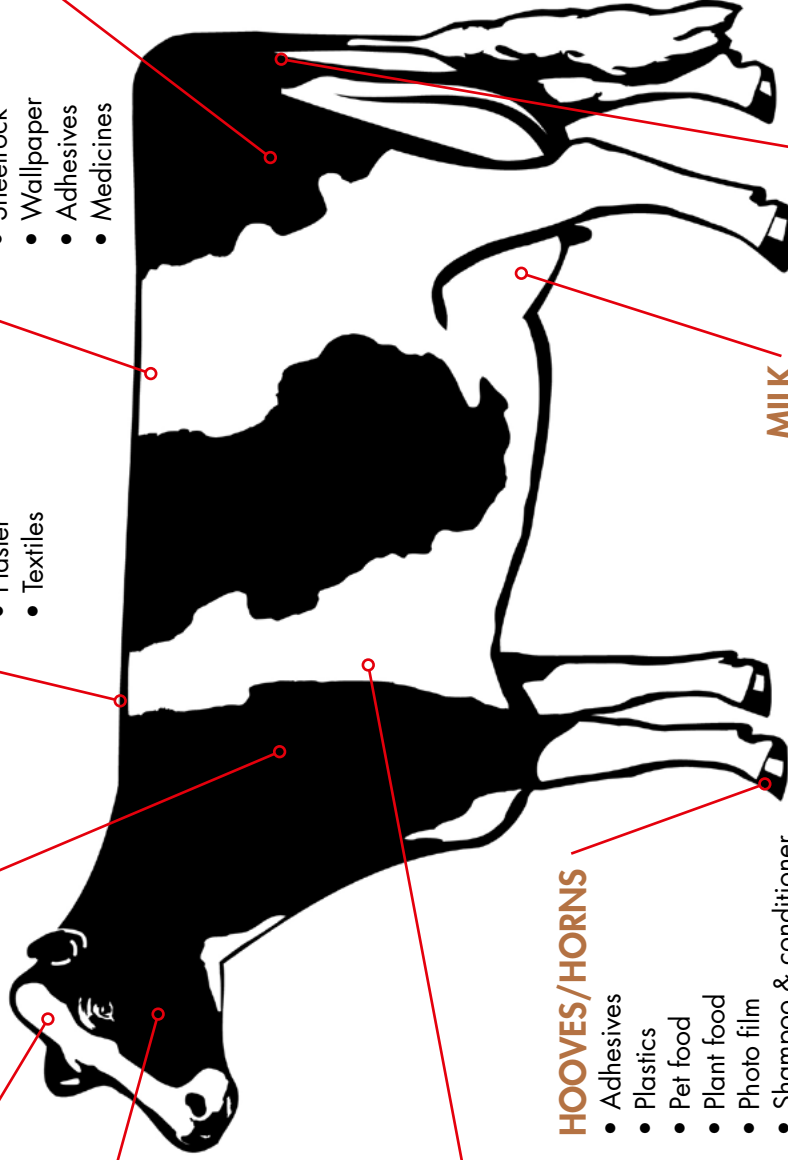 • Plaster
• Textiles
• Sheetrock
• Wallpaper
• Adhesives
• Medicines
HOOVES/HORNS
• Adhesives
• Plastics
• Pet food
• Plant food
• Photo film
• Shampoo & conditioner
MILK